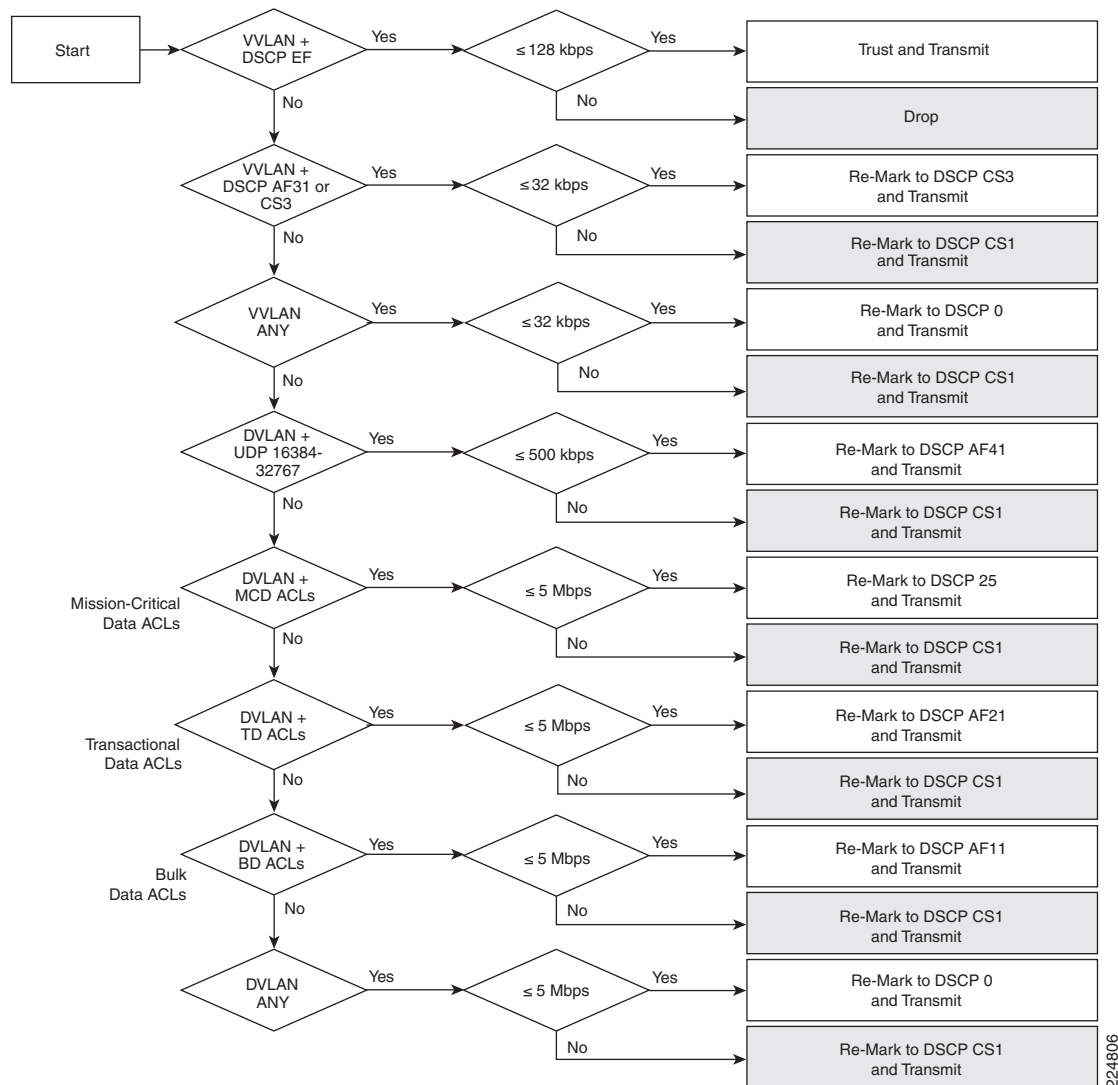 Start
VVLAN +
DSCP EF
Yes
≤ 128 kbps
Yes
Trust and Transmit
No
No
Drop
VVLAN +
DSCP AF31 or
CS3
Yes
≤ 32 kbps
Yes
Re-Mark to DSCP CS3
and Transmit
No
No
Re-Mark to DSCP CS1
and Transmit
VVLAN
ANY
Yes
≤ 32 kbps
Yes
Re-Mark to DSCP 0
and Transmit
No
No
Re-Mark to DSCP CS1
and Transmit
DVLAN +
UDP 16384-
32767
Yes
≤ 500 kbps
Yes
Re-Mark to DSCP AF41
and Transmit
No
No
Re-Mark to DSCP CS1
and Transmit
Mission-Critical
Data ACLs
DVLAN +
MCD ACLs
Yes
≤ 5 Mbps
Yes
Re-Mark to DSCP 25
and Transmit
No
No
Re-Mark to DSCP CS1
and Transmit
Transactional
Data ACLs
DVLAN +
TD ACLs
Yes
≤ 5 Mbps
Yes
Re-Mark to DSCP AF21
and Transmit
No
No
Re-Mark to DSCP CS1
and Transmit
Bulk
Data ACLs
DVLAN +
BD ACLs
Yes
≤ 5 Mbps
Yes
Re-Mark to DSCP AF11
and Transmit
No
No
Re-Mark to DSCP CS1
and Transmit
DVLAN
ANY
Yes
≤ 5 Mbps
Yes
Re-Mark to DSCP 0
and Transmit
No
Re-Mark to DSCP CS1
and Transmit
224806